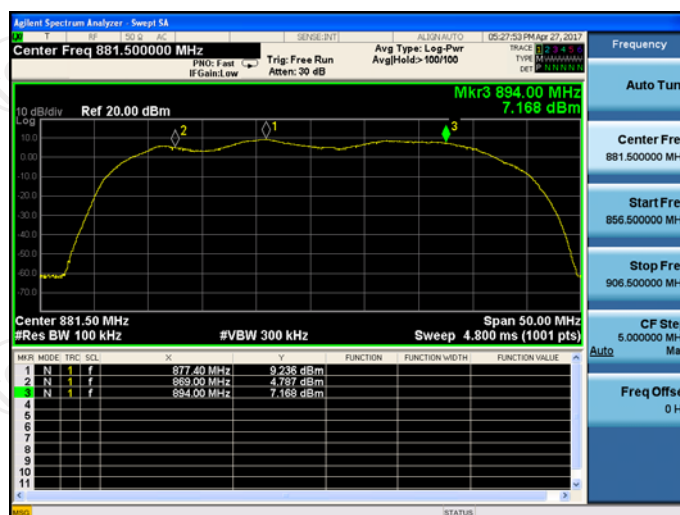 Agilent Spectrum Analyzer - Swept SA
T RF 50 Ω AC SENSE:INT ALIGN AUTO 05:27:53 PM Apr 27, 2017
Center Freq 881.500000 MHz
Avg Type: Log-Pwr
Avg|Hold:>100/100
TRACE 1 2 3 4 5 6
TYPE M
DET P N N N N N
PNO: Fast
IFGain:Low
Trig: Free Run
Atten: 30 dB
Mkr3 894.00 MHz
7.168 dBm
10 dB/div Ref 20.00 dBm
Log
10.0
0.00
-10.0
-20.0
-30.0
-40.0
-50.0
-60.0
-70.0
2
1
3
Center 881.50 MHz Span 50.00 MHz
#Res BW 100 kHz #VBW 300 kHz Sweep 4.800 ms (1001 pts)
MKR MODE TRC SCL X Y FUNCTION FUNCTION WIDTH FUNCTION VALUE
1 N 1 f 877.40 MHz 9.236 dBm
2 N 1 f 869.00 MHz 4.787 dBm
3 N 1 f 894.00 MHz 7.168 dBm
4
5
6
7
8
9
10
11
MSG STATUS
Frequency
Auto Tun
Center Fre
881.500000 MH
Start Fre
856.500000 MH
Stop Fre
906.500000 MH
CF Ste
5.000000 MH
Auto Ma
Freq Offse
0 H